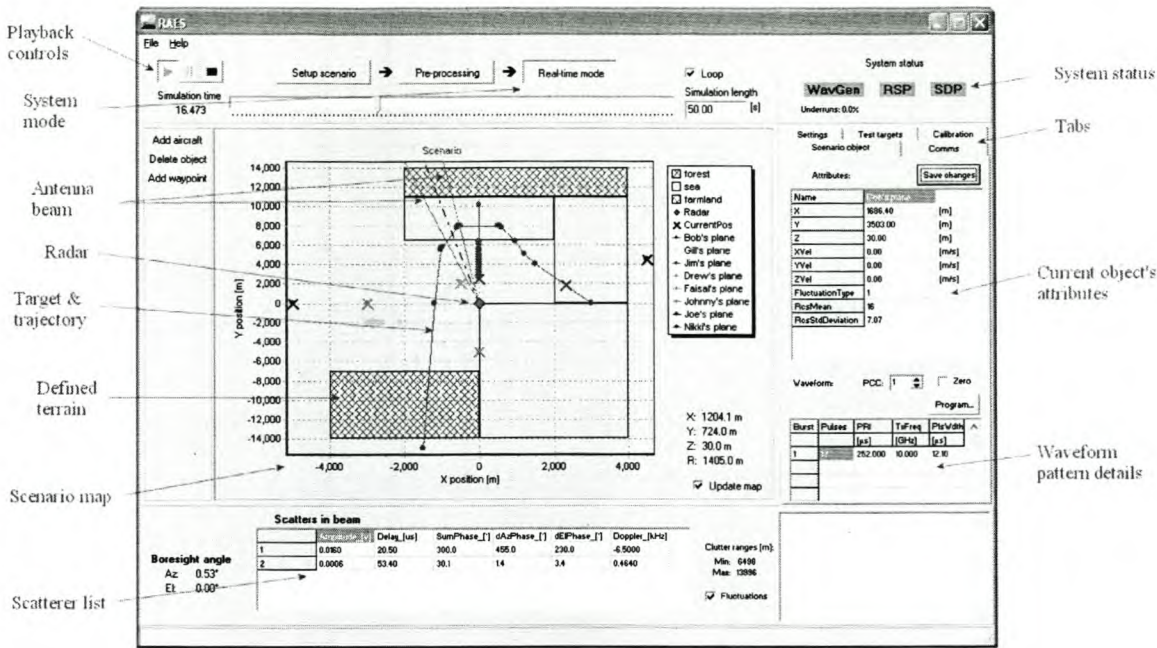 RAES
File Help
Playback controls
Setup scenario
Pre-processing
Real-time mode
Loop
System status
Simulation time
16.473
Simulation length
50.00 [s]
WavGen RSP SDP
Underruns: 0.0%
System status
System mode
Tabs
Add aircraft
Delete object
Add waypoint
Settings Test targets Calibration
Scenario object Comms
Attributes:
Save changes
Scenario
14,000
12,000
10,000
8,000
6,000
4,000
2,000
0
-2,000
-4,000
-6,000
-8,000
-10,000
-12,000
-14,000
Y position [m]
-4,000 -2,000 0 2,000 4,000
X position [m]
forest
sea
farmland
Radar
CurrentPos
Bob's plane
Gill's plane
Jim's plane
Drew's plane
Faisal's plane
Johnny's plane
Joe's plane
Nikki's plane
Antenna beam
Radar
Target & trajectory
Defined terrain
Scenario map
Name
X 1686.40 [m]
Y 3503.00 [m]
Z 30.00 [m]
XVel 0.00 [m/s]
YVel 0.00 [m/s]
ZVel 0.00 [m/s]
FluctuationType 1
RcsMean 16
RcsStdDeviation 7.07
Current object's attributes
Waveform: PCC: 1 Zero
Program...
X: 1204.1 m
Y: 724.0 m
Z: 30.0 m
R: 1405.0 m
Update map
Burst Pulses PRI TxFreq PlsWdth
[µs] [GHz] [µs]
1 252.000 10.000 12.10
Waveform pattern details
Scatters in beam
Amplitude_[v] Delay_[us] SumPhase_[°] dAzPhase_[°] dElPhase_[°] Doppler_[kHz]
1 0.0160 20.50 300.0 455.0 230.0 -6.5000
2 0.0006 53.40 30.1 1.4 3.4 0.4640
Boresight angle
Az: 0.53°
El: 0.00°
Clutter ranges [m]:
Min: 6498
Max: 13996
Fluctuations
Scatterer list